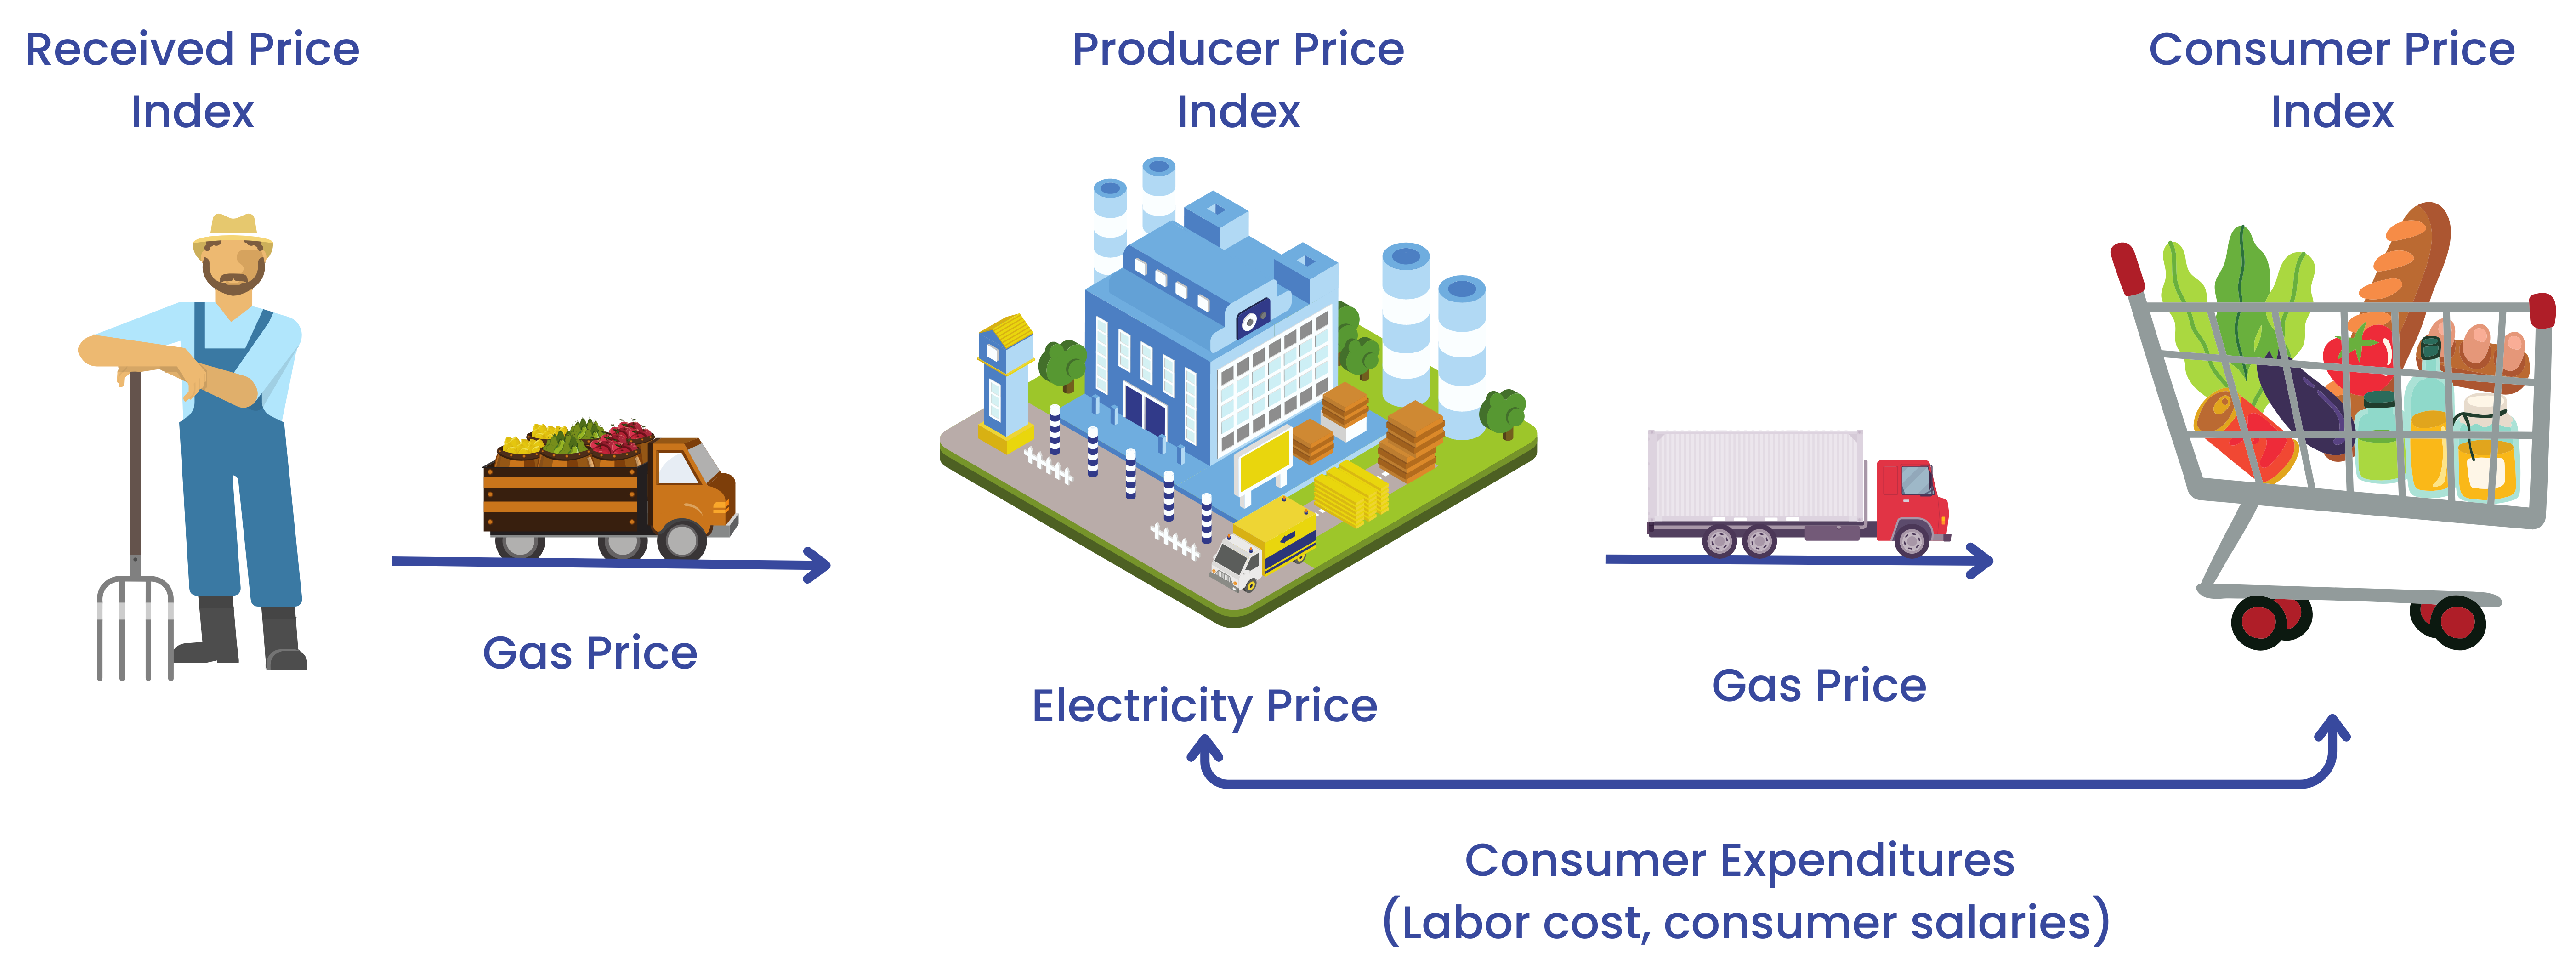 Received Price
Index
Producer Price
Index
Consumer Price
Index
Gas Price
Electricity Price
Gas Price
Consumer Expenditures
(Labor cost, consumer salaries)